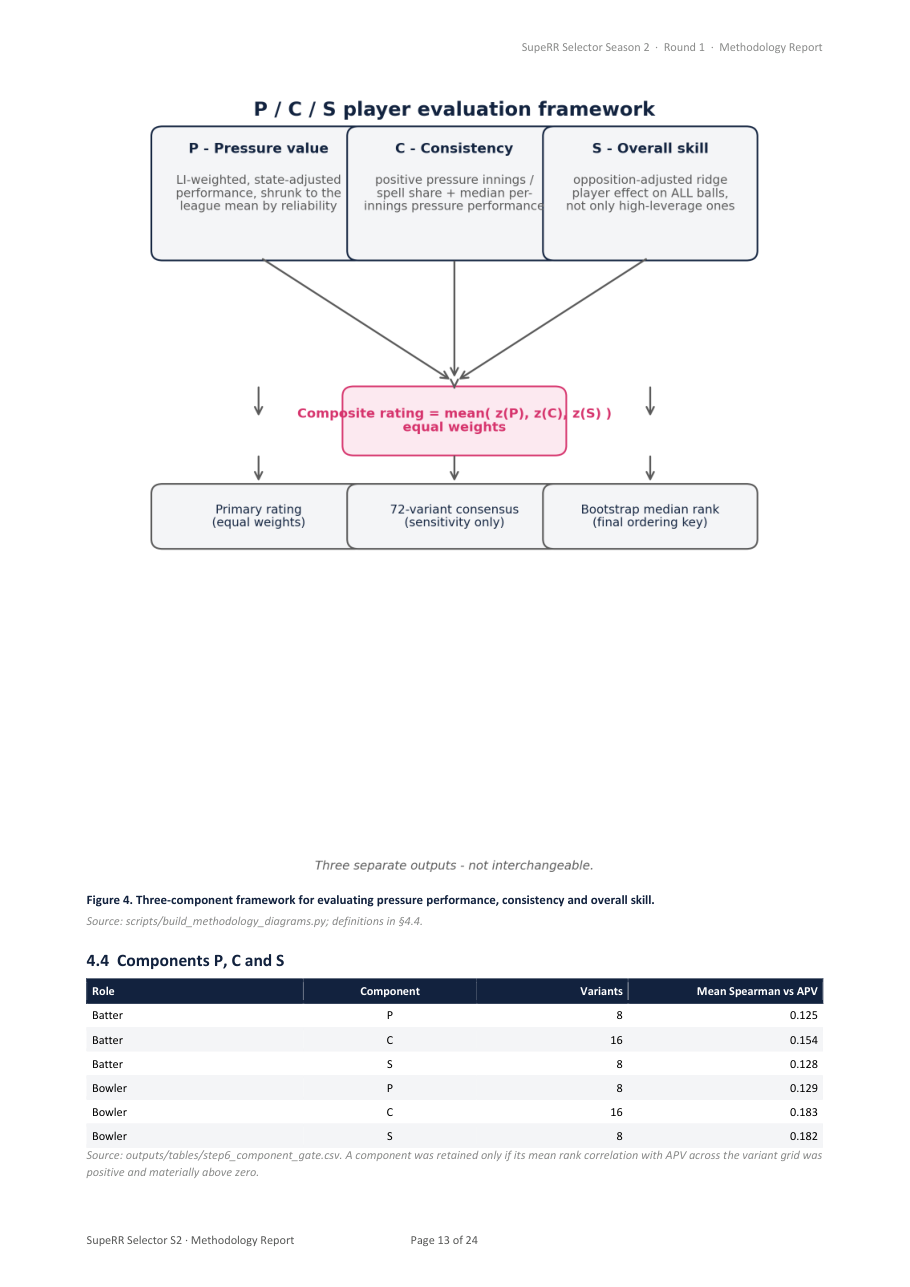 SupeRR Selector Season 2 · Round 1 · Methodology Report
P / C / S player evaluation framework
P - Pressure value
LI-weighted, state-adjusted
performance, shrunk to the
league mean by reliability
C - Consistency
positive pressure innings /
spell share + median per-
innings pressure performance
S - Overall skill
opposition-adjusted ridge
player effect on ALL balls,
not only high-leverage ones
Composite rating = mean( z(P), z(C), z(S) )
equal weights
Primary rating
(equal weights)
72-variant consensus
(sensitivity only)
Bootstrap median rank
(final ordering key)
Three separate outputs - not interchangeable.
Figure 4. Three-component framework for evaluating pressure performance, consistency and overall skill.
Source: scripts/build_methodology_diagrams.py; definitions in §4.4.
4.4 Components P, C and S
Role Component Variants Mean Spearman vs APV
Batter P 8 0.125
Batter C 16 0.154
Batter S 8 0.128
Bowler P 8 0.129
Bowler C 16 0.183
Bowler S 8 0.182
Source: outputs/tables/step6_component_gate.csv. A component was retained only if its mean rank correlation with APV across the variant grid was
positive and materially above zero.
SupeRR Selector S2 · Methodology Report Page 13 of 24